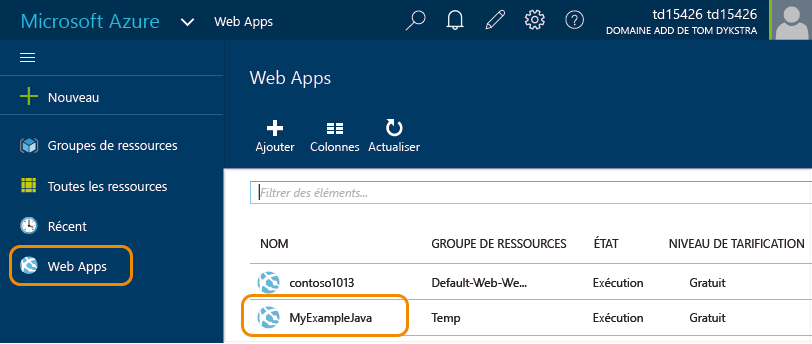 Microsoft Azure
Web Apps
td15426 td15426
DOMAINE ADD DE TOM DYKSTRA
Nouveau
Groupes de ressources
Toutes les ressources
Récent
Web Apps
Web Apps
Ajouter Colonnes Actualiser
Filtrer des éléments...
NOM GROUPE DE RESSOURCES ÉTAT NIVEAU DE TARIFICATION
contoso1013 Default-Web-We... Exécution Gratuit
MyExampleJava Temp Exécution Gratuit